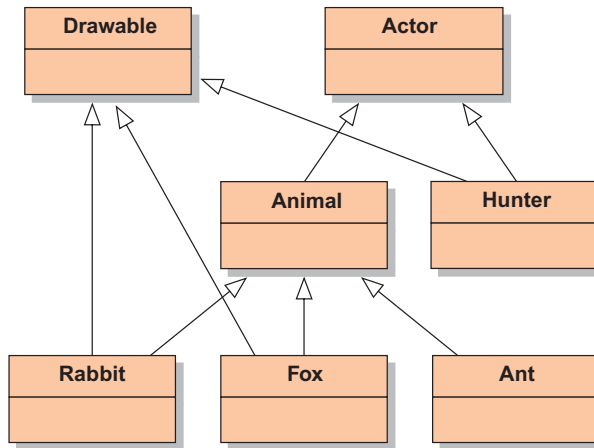 Drawable
Actor
Animal
Hunter
Rabbit
Fox
Ant